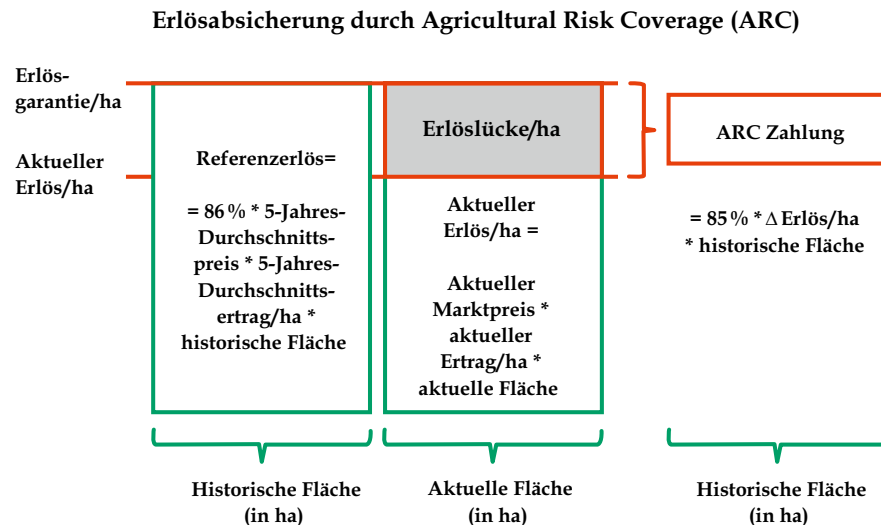 Erlösabsicherung durch Agricultural Risk Coverage (ARC)
Erlös-
garantie/ha
Aktueller
Erlös/ha
Referenzerlös=
= 86 % * 5-Jahres-
Durchschnitts-
preis * 5-Jahres-
Durchschnitts-
ertrag/ha *
historische Fläche
Erlöslücke/ha
Aktueller
Erlös/ha =
Aktueller
Marktpreis *
aktueller
Ertrag/ha *
aktuelle Fläche
ARC Zahlung
= 85 % * Δ Erlös/ha
* historische Fläche
Historische Fläche
(in ha)
Aktuelle Fläche
(in ha)
Historische Fläche
(in ha)